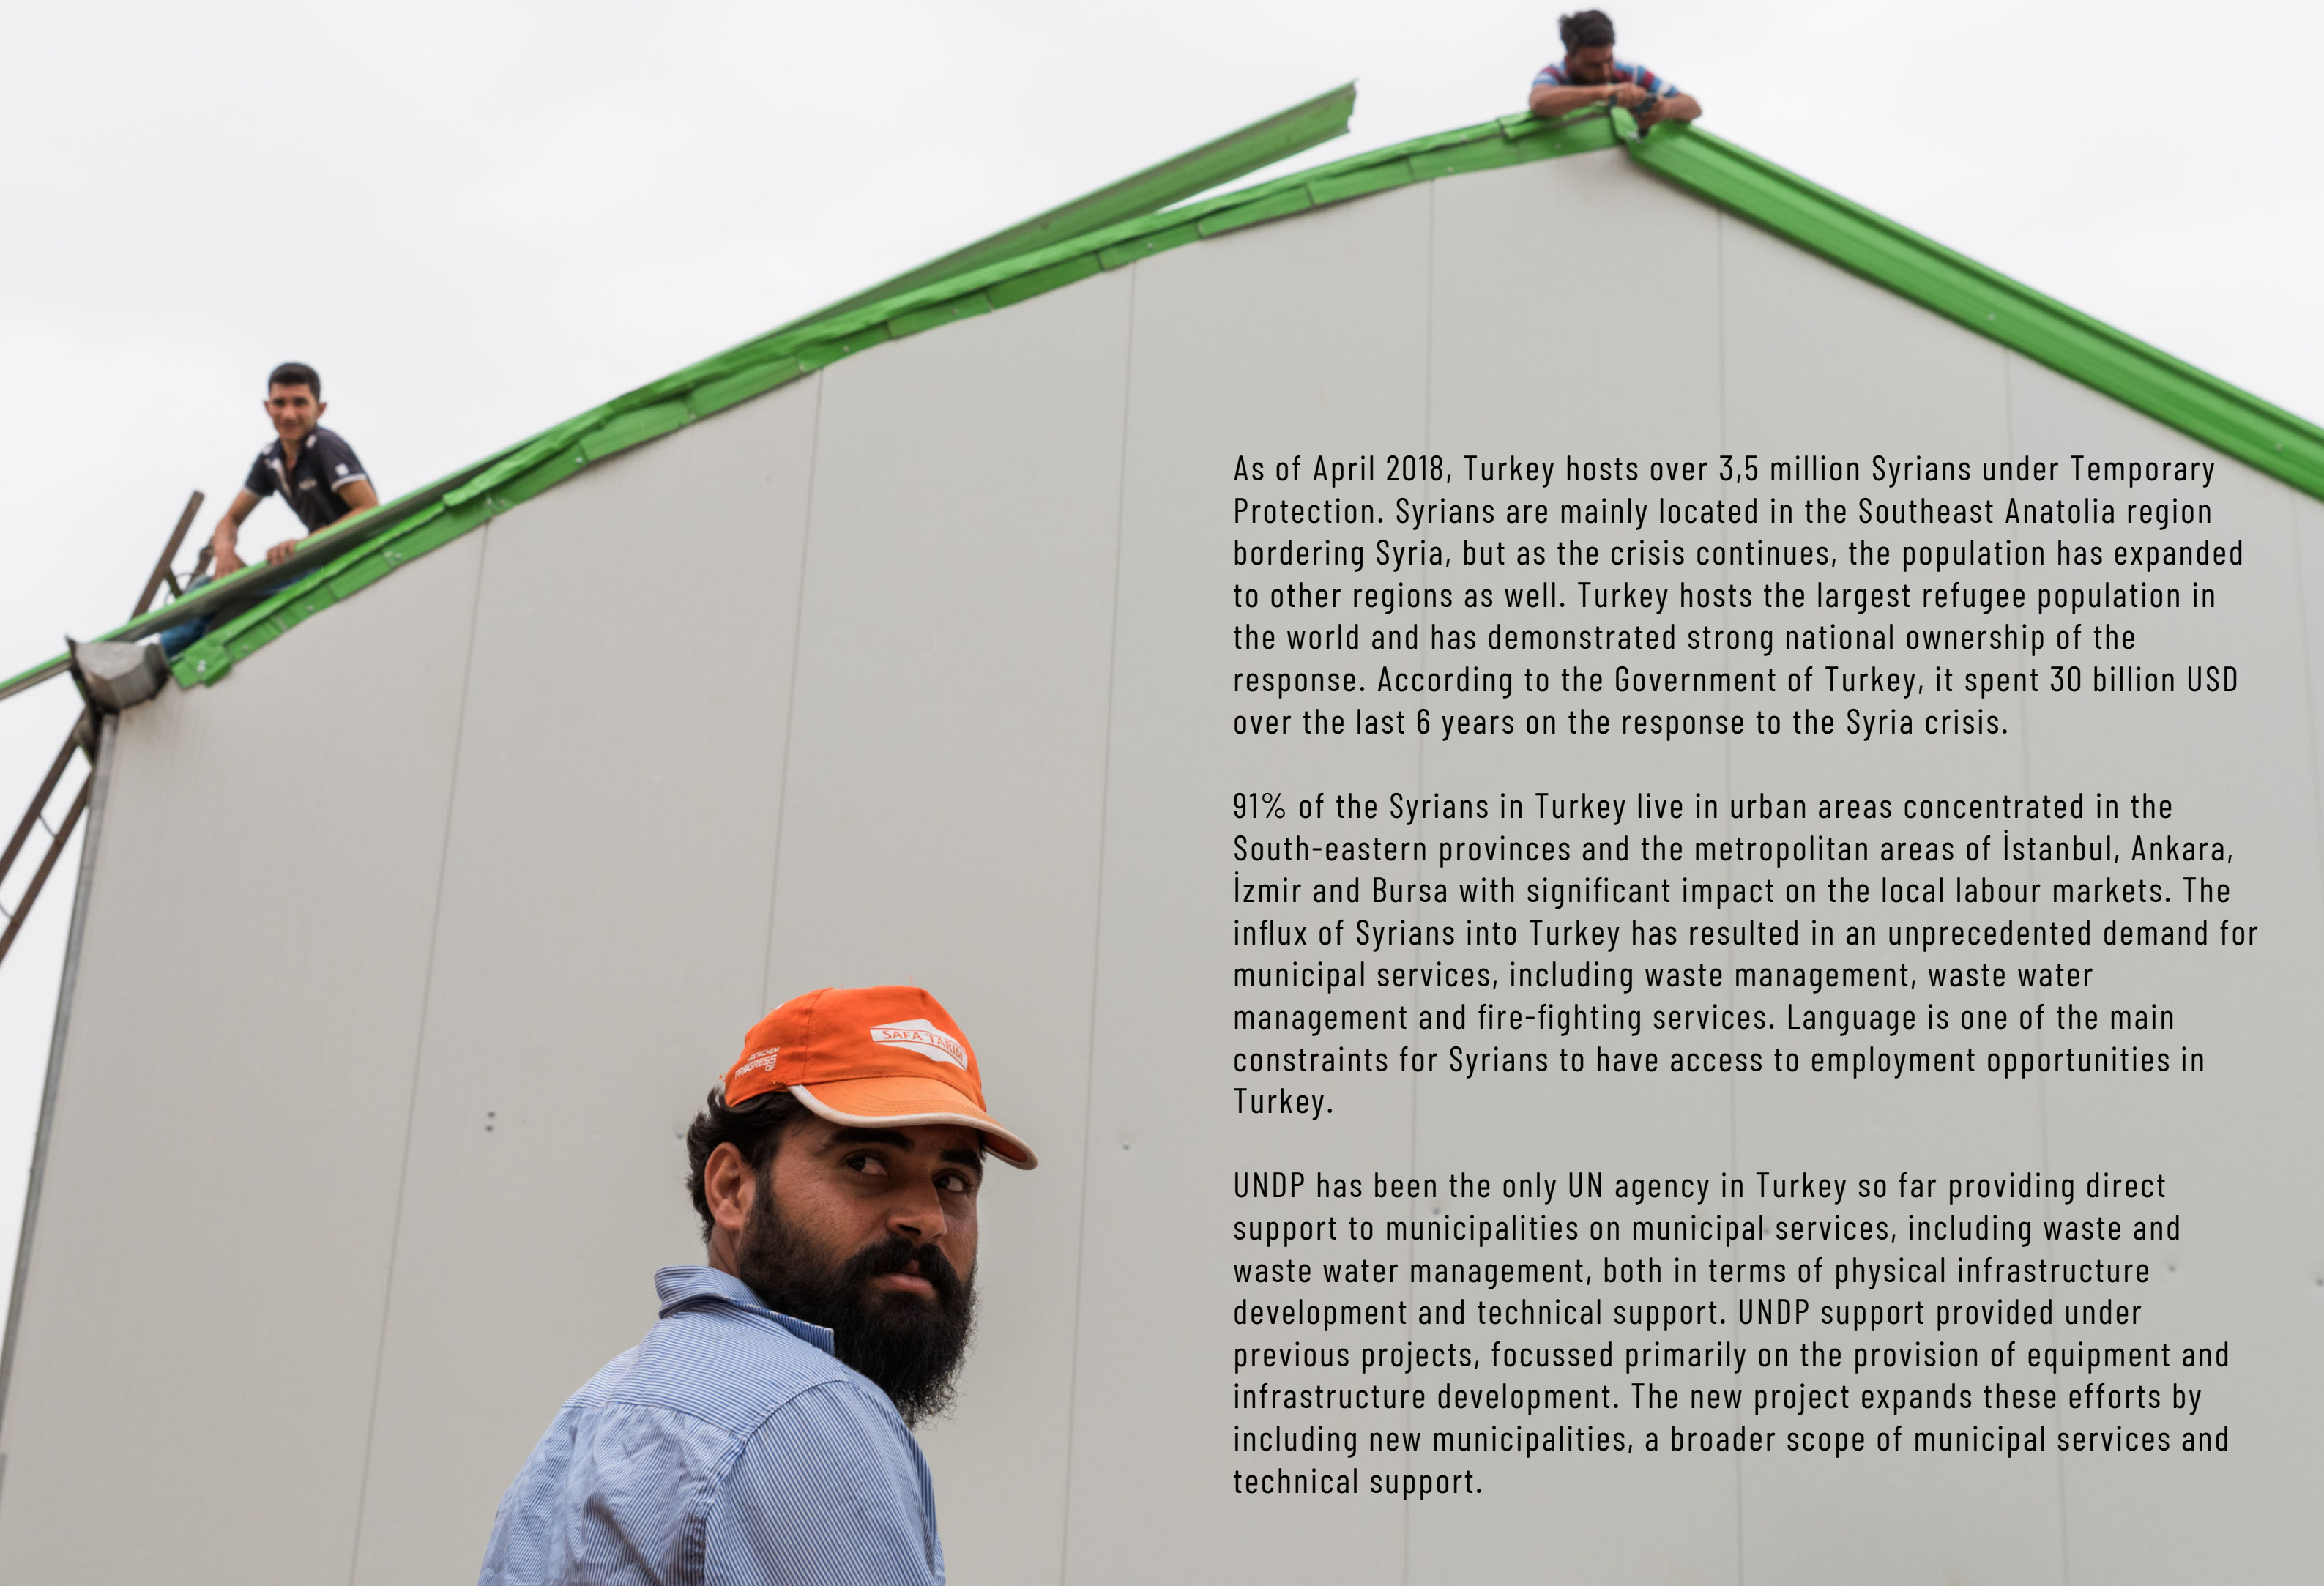 As of April 2018, Turkey hosts over 3,5 million Syrians under Temporary
Protection. Syrians are mainly located in the Southeast Anatolia region
bordering Syria, but as the crisis continues, the population has expanded
to other regions as well. Turkey hosts the largest refugee population in
the world and has demonstrated strong national ownership of the
response. According to the Government of Turkey, it spent 30 billion USD
over the last 6 years on the response to the Syria crisis.
91% of the Syrians in Turkey live in urban areas concentrated in the
South-eastern provinces and the metropolitan areas of İstanbul, Ankara,
İzmir and Bursa with significant impact on the local labour markets. The
influx of Syrians into Turkey has resulted in an unprecedented demand for
municipal services, including waste management, waste water
management and fire-fighting services. Language is one of the main
constraints for Syrians to have access to employment opportunities in
Turkey.
UNDP has been the only UN agency in Turkey so far providing direct
support to municipalities on municipal services, including waste and
waste water management, both in terms of physical infrastructure
development and technical support. UNDP support provided under
previous projects, focussed primarily on the provision of equipment and
infrastructure development. The new project expands these efforts by
including new municipalities, a broader scope of municipal services and
technical support.
SAFA TARIM